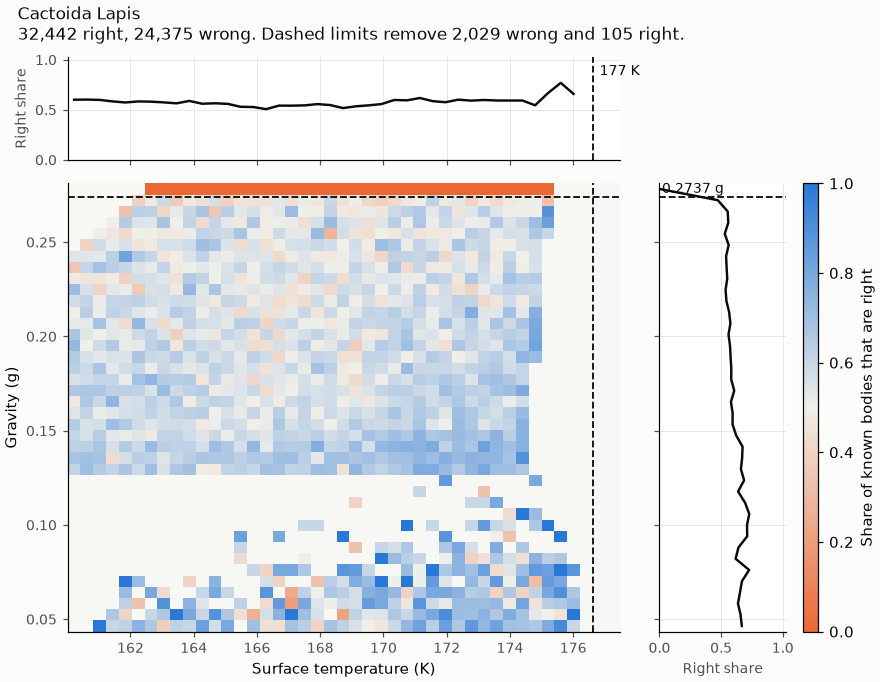 Cactoida Lapis
32,442 right, 24,375 wrong. Dashed limits remove 2,029 wrong and 105 right.
Right share
1.0
0.5
0.0
177 K
Gravity (g)
0.25
0.20
0.15
0.10
0.05
162
164
166
168
170
172
174
176
Surface temperature (K)
0.2737 g
0.0
0.5
1.0
Right share
1.0
0.8
0.6
0.4
0.2
0.0
Share of known bodies that are right